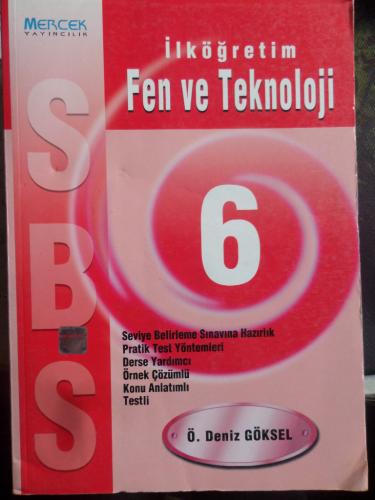 MERCEK
YAYINCILIK
İlköğretim
Fen ve Teknoloji
SBS
6
Seviye Belirleme Sınavına Hazırlık
Pratik Test Yöntemleri
Derse Yardımcı
Örnek Çözümlü
Konu Anlatımlı
Testli
Ö. Deniz GÖKSEL